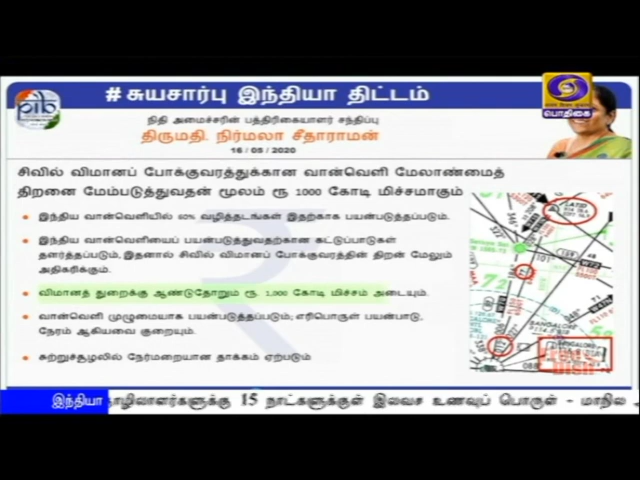 pib
#சுயசார்பு இந்தியா திட்டம்
பொதிகை
நிதி அமைச்சரின் பத்திரிகையாளர் சந்திப்பு
திருமதி. நிர்மலா சீதாராமன்
16 / 05 / 2020
சிவில் விமானப் போக்குவரத்துக்கான வான்வெளி மேலாண்மைத்
திறனை மேம்படுத்துவதன் மூலம் ரூ 1000 கோடி மிச்சமாகும்
இந்திய வான்வெளியில் 60% வழித்தடங்கள் இதற்காக பயன்படுத்தப்படும்.
இந்திய வான்வெளியைப் பயன்படுத்துவதற்கான கட்டுப்பாடுகள்
தளர்த்தப்படும், இதனால் சிவில் விமானப் போக்குவரத்தின் திறன் மேலும்
அதிகரிக்கும்.
விமானத் துறைக்கு ஆண்டுதோறும் ரூ. 1,000 கோடி மிச்சம் அடையும்.
வான்வெளி முழுமையாக பயன்படுத்தப்படும்; எரிபொருள் பயன்பாடு,
நேரம் ஆகியவை குறையும்.
சுற்றுச்சூழலில் நேர்மறையான தாக்கம் ஏற்படும்
BANGALORE
இந்தியா
தொழிலாளர்களுக்கு 15 நாட்களுக்குள் இலவச உணவுப் பொருள் - மாநில